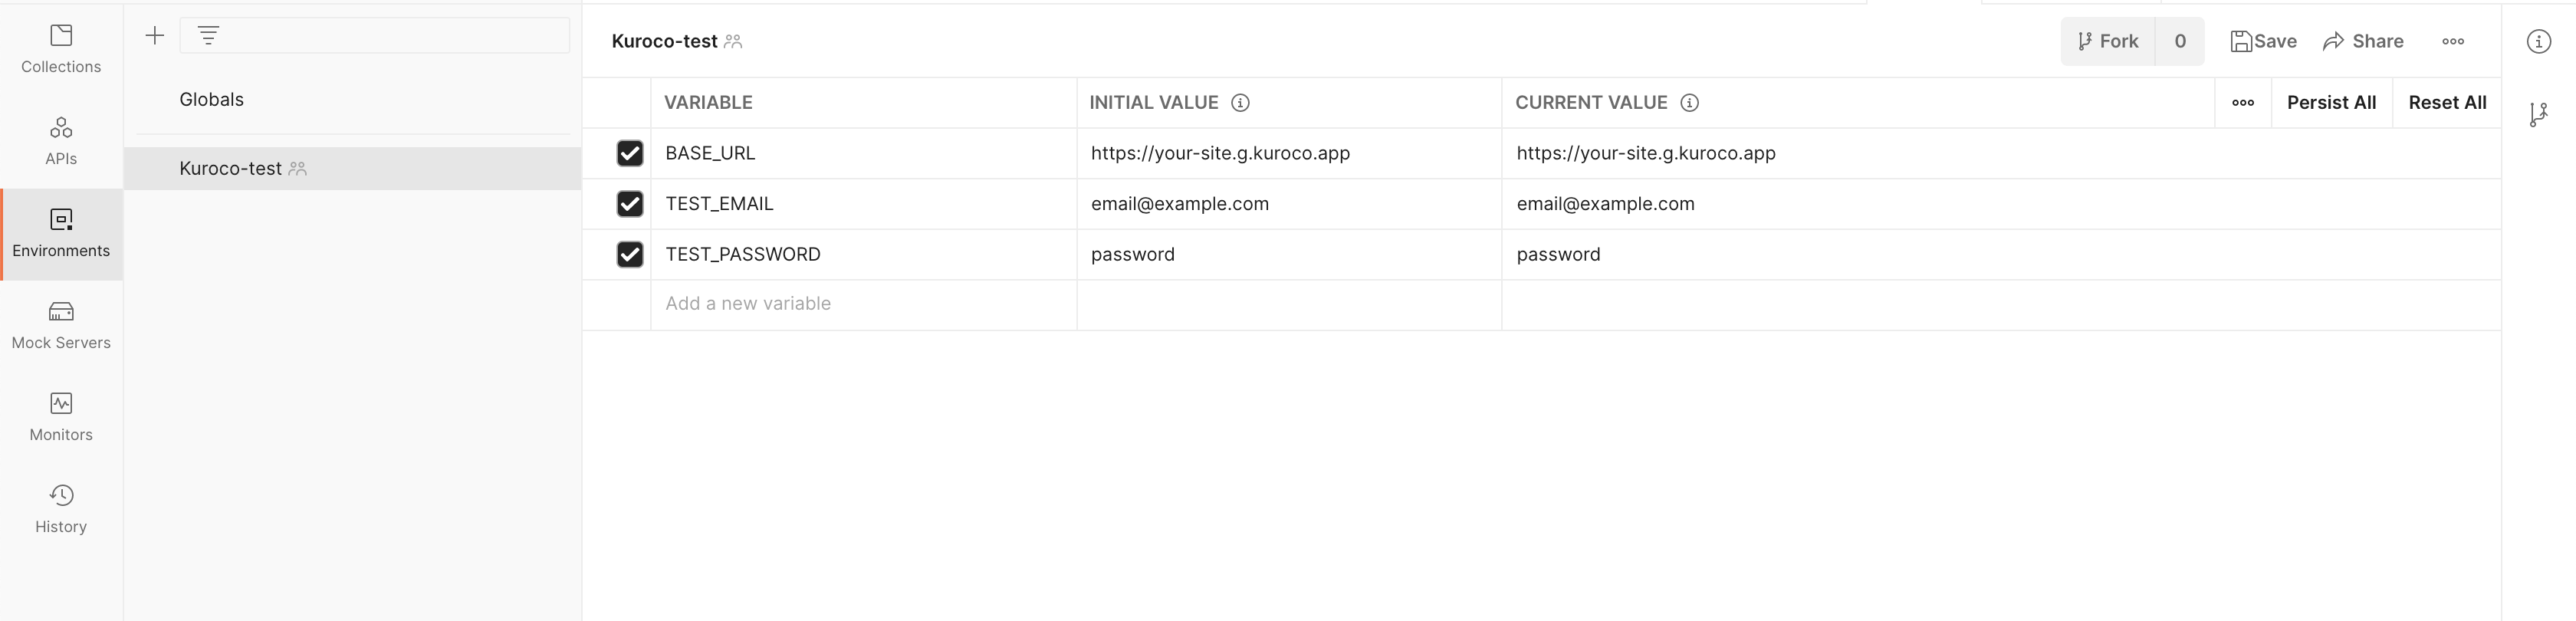 Collections
APIs
Environments
Mock Servers
Monitors
History
Globals
Kuroco-test
Kuroco-test
Fork 0 Save Share
VARIABLE INITIAL VALUE CURRENT VALUE Persist All Reset All
BASE_URL https://your-site.g.kuroco.app https://your-site.g.kuroco.app
TEST_EMAIL email@example.com email@example.com
TEST_PASSWORD password password
Add a new variable